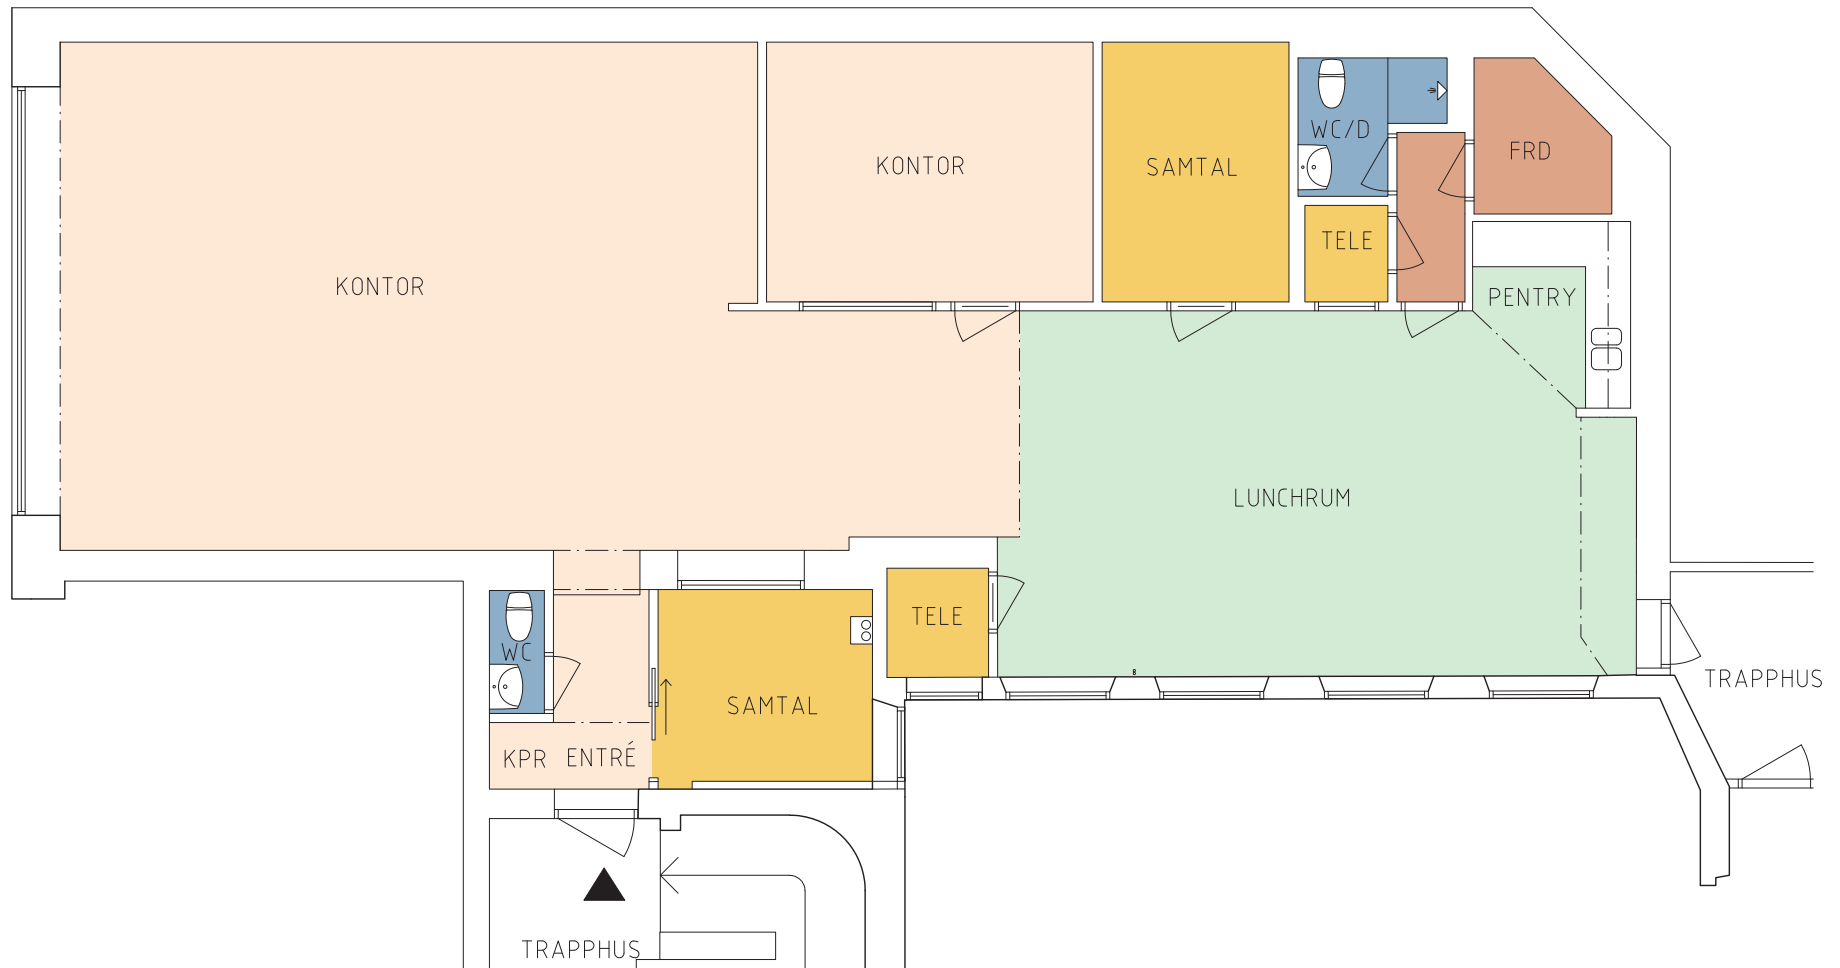 WC/D
FRD
KONTOR
SAMTAL
TELE
KONTOR
PENTRY
LUNCHRUM
TELE
WC
TRAPPHUS
SAMTAL
KPR ENTRÉ
TRAPPHUS